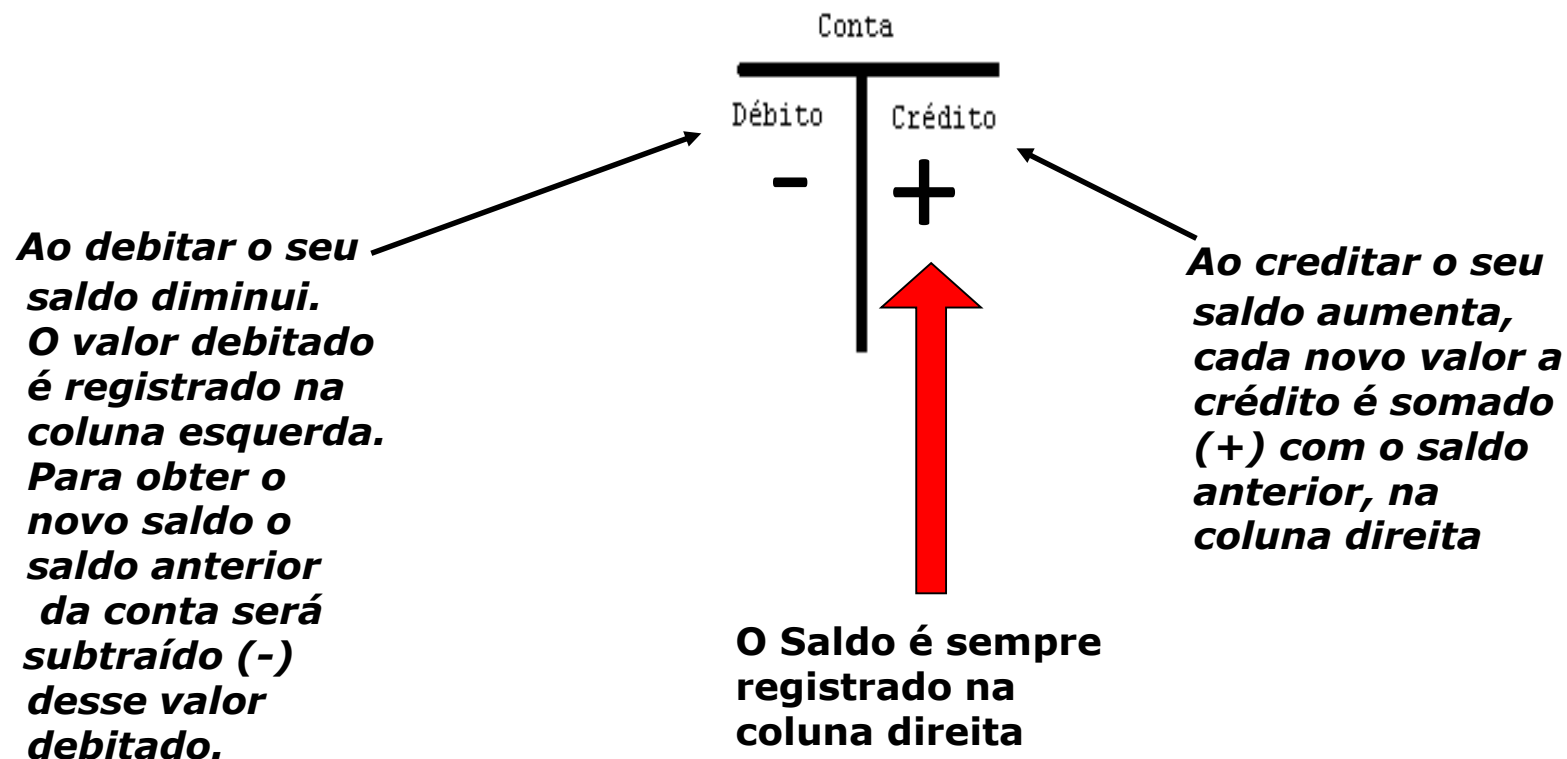 Conta
Débito
Crédito
-
+
Ao debitar o seu
saldo diminui.
O valor debitado
é registrado na
coluna esquerda.
Para obter o
novo saldo o
saldo anterior
da conta será
subtraído (-)
desse valor
debitado.
Ao creditar o seu
saldo aumenta,
cada novo valor a
crédito é somado
(+) com o saldo
anterior, na
coluna direita
O Saldo é sempre
registrado na
coluna direita